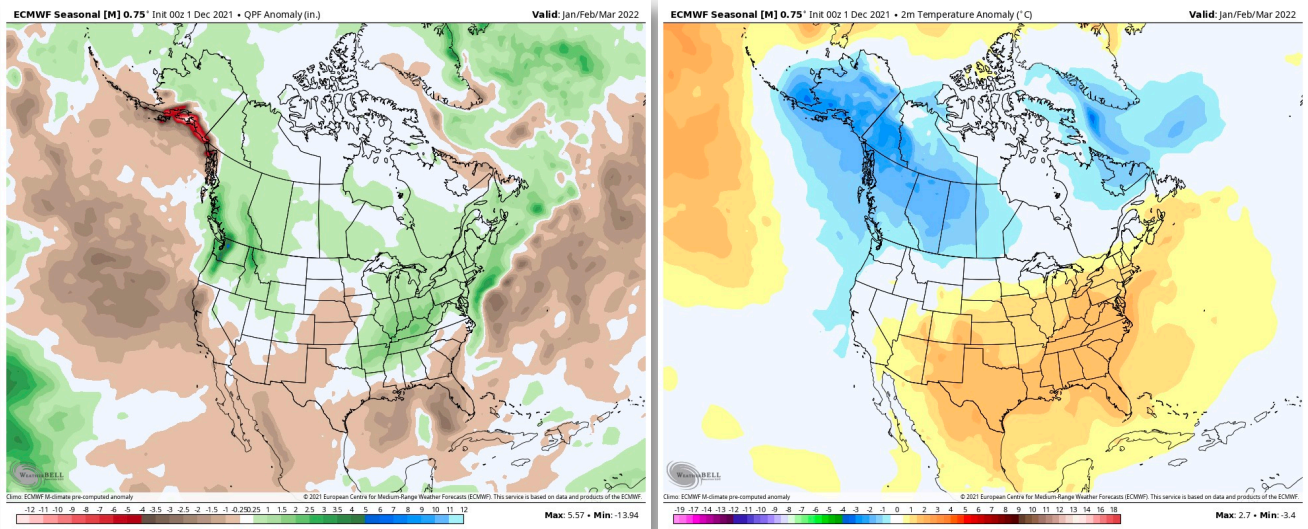 ECMWF Seasonal [M] 0.75° Init 00z 1 Dec 2021 • QPF Anomaly (in.) Valid: Jan/Feb/Mar 2022
WEATHERBELL
Climo: ECMWF M-climate pre-computed anomaly © 2021 European Centre for Medium-Range Weather Forecasts (ECMWF). This service is based on data and products of the ECMWF.
-12 -11 -10 -9 -8 -7 -6 -5 -4 -3.5 -3 -2.5 -2 -1.5 -1 -0.25 0.25 1 1.5 2 2.5 3 3.5 4 5 6 7 8 9 10 11 12
Max: 5.57 • Min: -13.94
ECMWF Seasonal [M] 0.75° Init 00z 1 Dec 2021 • 2m Temperature Anomaly (°C) Valid: Jan/Feb/Mar 2022
WEATHERBELL
Climo: ECMWF M-climate pre-computed anomaly © 2021 European Centre for Medium-Range Weather Forecasts (ECMWF). This service is based on data and products of the ECMWF.
-19 -17 -14 -13 -12 -11 -10 -9 -8 -7 -6 -5 -4 -3 -2 -1 0 1 2 3 4 5 6 7 8 9 10 11 12 13 14 16 18
Max: 2.7 • Min: -3.4